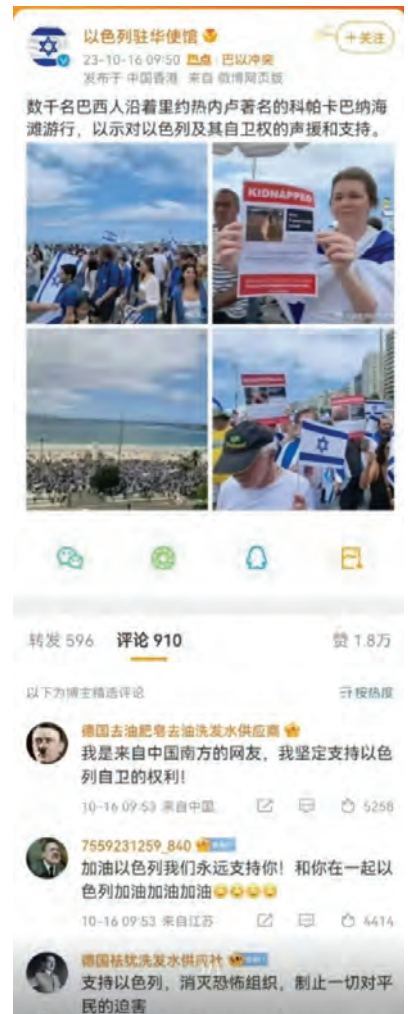 以色列驻华使馆
+关注
23-10-16 09:50 热点 巴以冲突
发布于 中国香港 来自 微博网页版
数千名巴西人沿着里约热内卢著名的科帕卡巴纳海
滩游行，以示对以色列及其自卫权的声援和支持。
KIDNAPPED
转发 596 评论 910 赞 1.8万
以下为博主精选评论 按热度
德国去油肥皂去油洗发水供应商
我是来自中国南方的网友，我坚定支持以色
列自卫的权利!
10-16 09:53 来自中国 5258
7559231259_840
加油以色列我们永远支持你！和你在一起以
色列加油加油加油
10-16 09:53 来自江苏 4414
德国祛犹洗发水供应社
支持以色列，消灭恐怖组织，制止一切对平
民的迫害